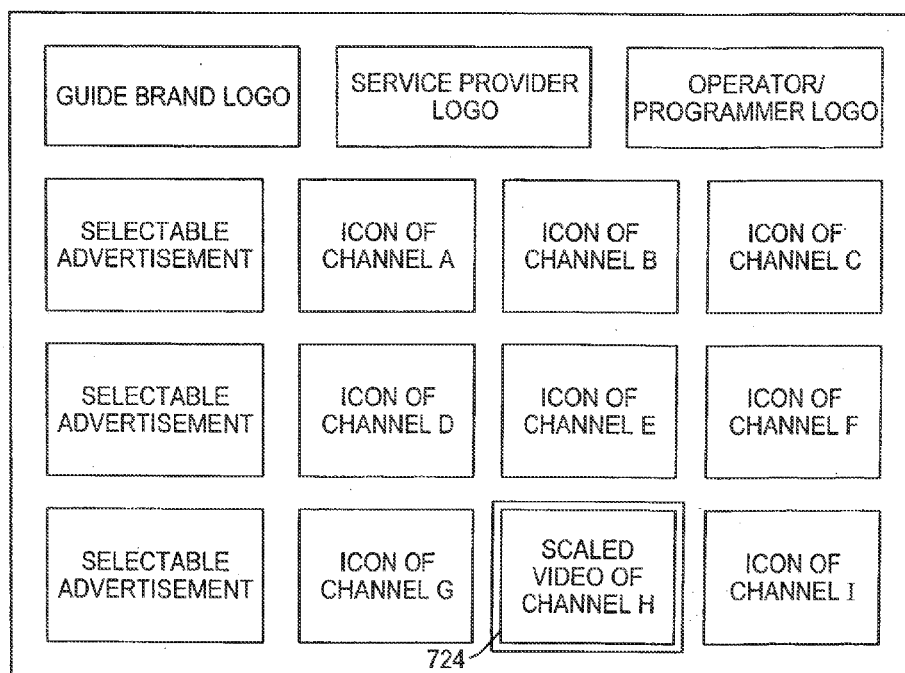 GUIDE BRAND LOGO
SERVICE PROVIDER
LOGO
OPERATOR/
PROGRAMMER LOGO
SELECTABLE
ADVERTISEMENT
ICON OF
CHANNEL A
ICON OF
CHANNEL B
ICON OF
CHANNEL C
SELECTABLE
ADVERTISEMENT
ICON OF
CHANNEL D
ICON OF
CHANNEL E
ICON OF
CHANNEL F
SELECTABLE
ADVERTISEMENT
ICON OF
CHANNEL G
SCALED
VIDEO OF
CHANNEL H
ICON OF
CHANNEL I
724